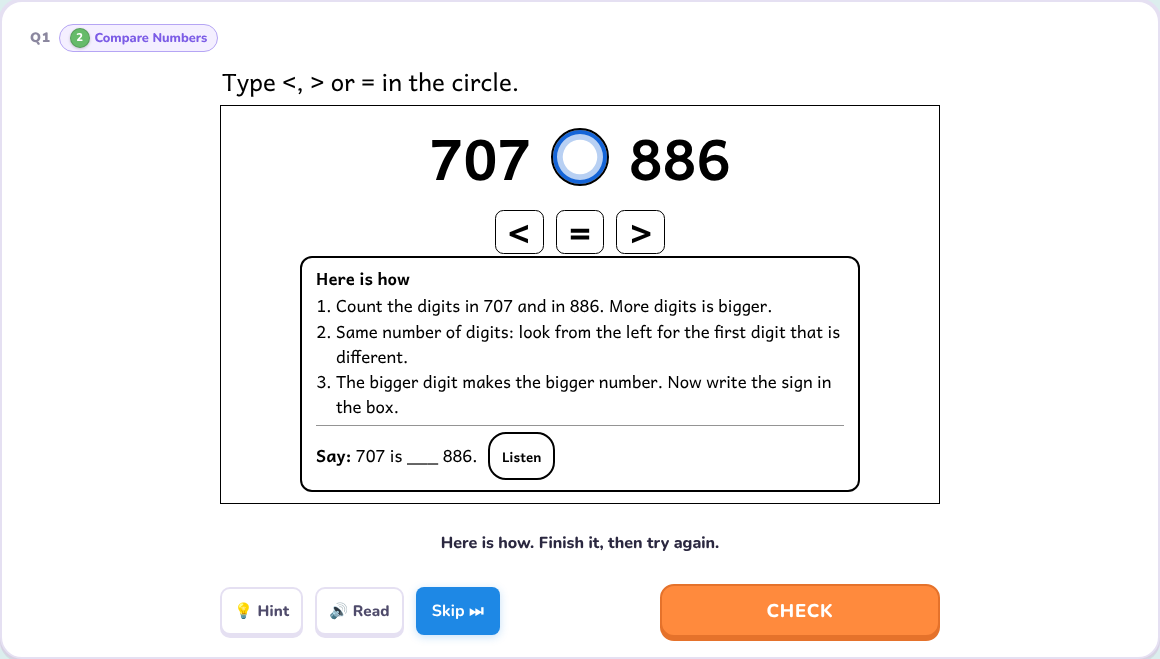 Q1 2 Compare Numbers
Type <, > or = in the circle.
707 886
< = >
Here is how
1. Count the digits in 707 and in 886. More digits is bigger.
2. Same number of digits: look from the left for the first digit that is
different.
3. The bigger digit makes the bigger number. Now write the sign in
the box.
Say: 707 is ___ 886. Listen
Here is how. Finish it, then try again.
💡 Hint 🔊 Read Skip ⏭ CHECK